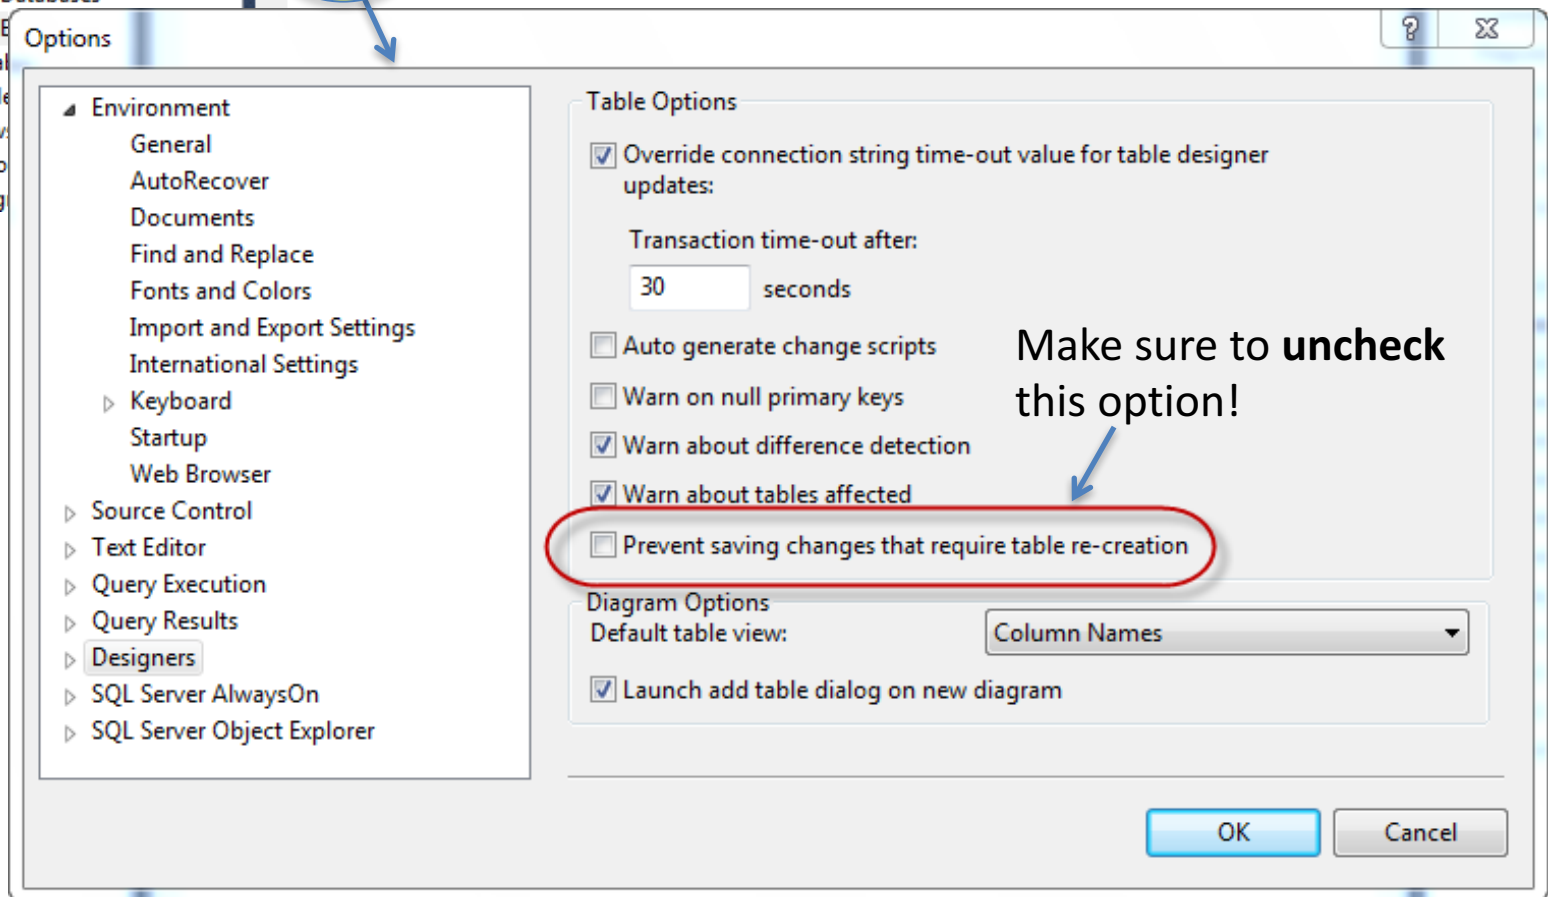 Options
Environment
General
AutoRecover
Documents
Find and Replace
Fonts and Colors
Import and Export Settings
International Settings
Keyboard
Startup
Web Browser
Source Control
Text Editor
Query Execution
Query Results
Designers
SQL Server AlwaysOn
SQL Server Object Explorer
Table Options
Override connection string time-out value for table designer
updates:
Transaction time-out after:
30 seconds
Auto generate change scripts
Warn on null primary keys
Warn about difference detection
Warn about tables affected
Prevent saving changes that require table re-creation
Make sure to uncheck
this option!
Diagram Options
Default table view: Column Names
Launch add table dialog on new diagram
OK Cancel